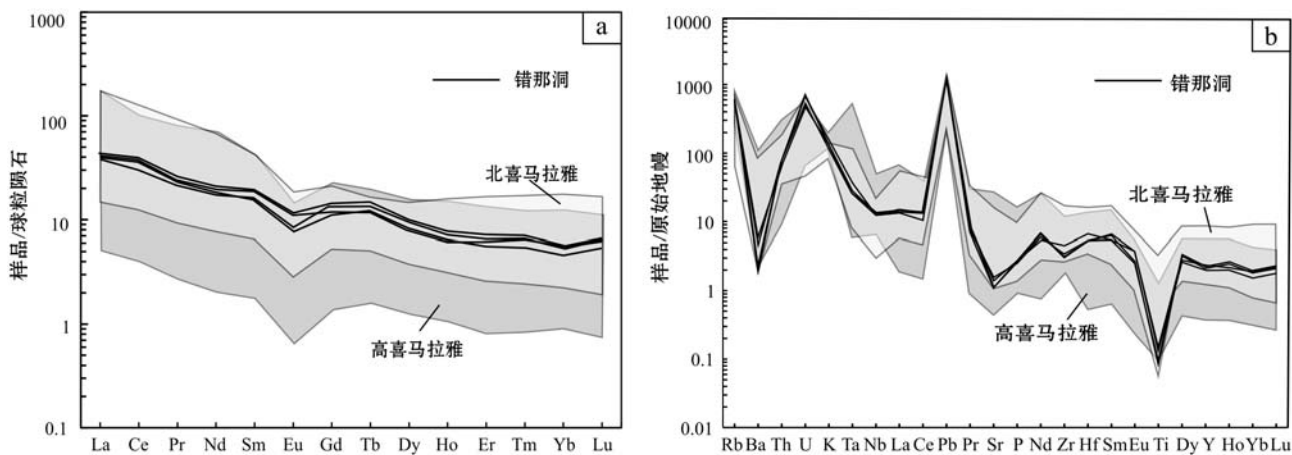 a
1000
100
10
1
0.1
样品/球粒陨石
错那洞
北喜马拉雅
高喜马拉雅
La Ce Pr Nd Sm Eu Gd Tb Dy Ho Er Tm Yb Lu
b
10000
1000
100
10
1
0.1
0.01
样品/原始地幔
错那洞
北喜马拉雅
高喜马拉雅
Rb Ba Th U K Ta Nb La Ce Pb Pr Sr P Nd Zr Hf Sm Eu Ti Dy Y Ho Yb Lu